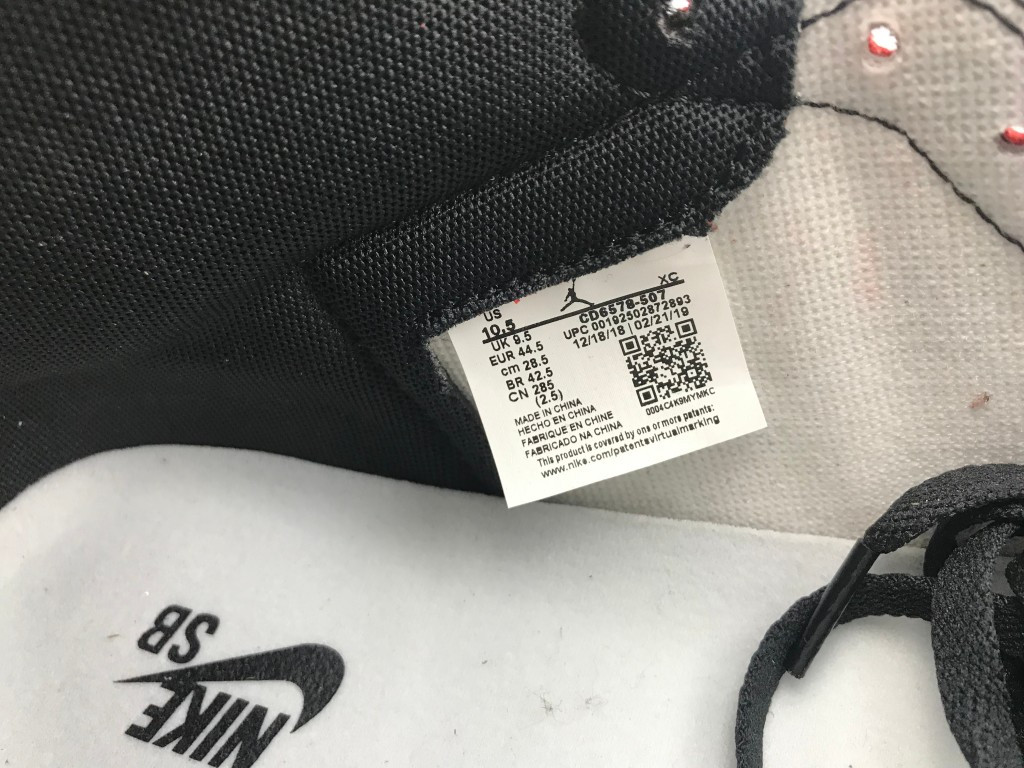 XC
US
10.5
CD6578-507
UK 9.5
UPC 00192502872893
EUR 44.5
12/18/18 | 02/21/19
cm 28.5
BR 42.5
CN 285
(2.5)
0004C4K9MYMKC
MADE IN CHINA
HECHO EN CHINA
FABRIQUE EN CHINE
FABRICADO NA CHINA
This product is covered by one or more patents:
www.nike.com/patentsvirtualmarking
NIKE
SB